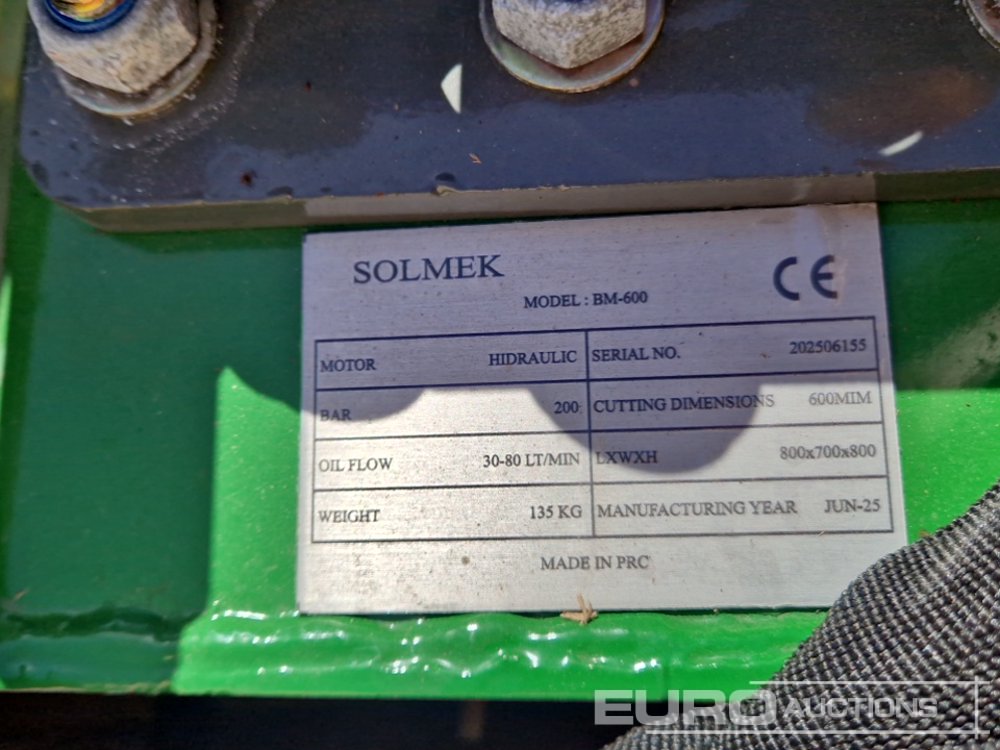 SOLMEK
CE
MODEL : BM-600
MOTOR HIDRAULIC SERIAL NO. 202506155
BAR 200 CUTTING DIMENSIONS 600MIM
OIL FLOW 30-80 LT/MIN LXWXH 800x700x800
WEIGHT 135 KG MANUFACTURING YEAR JUN-25
MADE IN PRC
EURO AUCTIONS